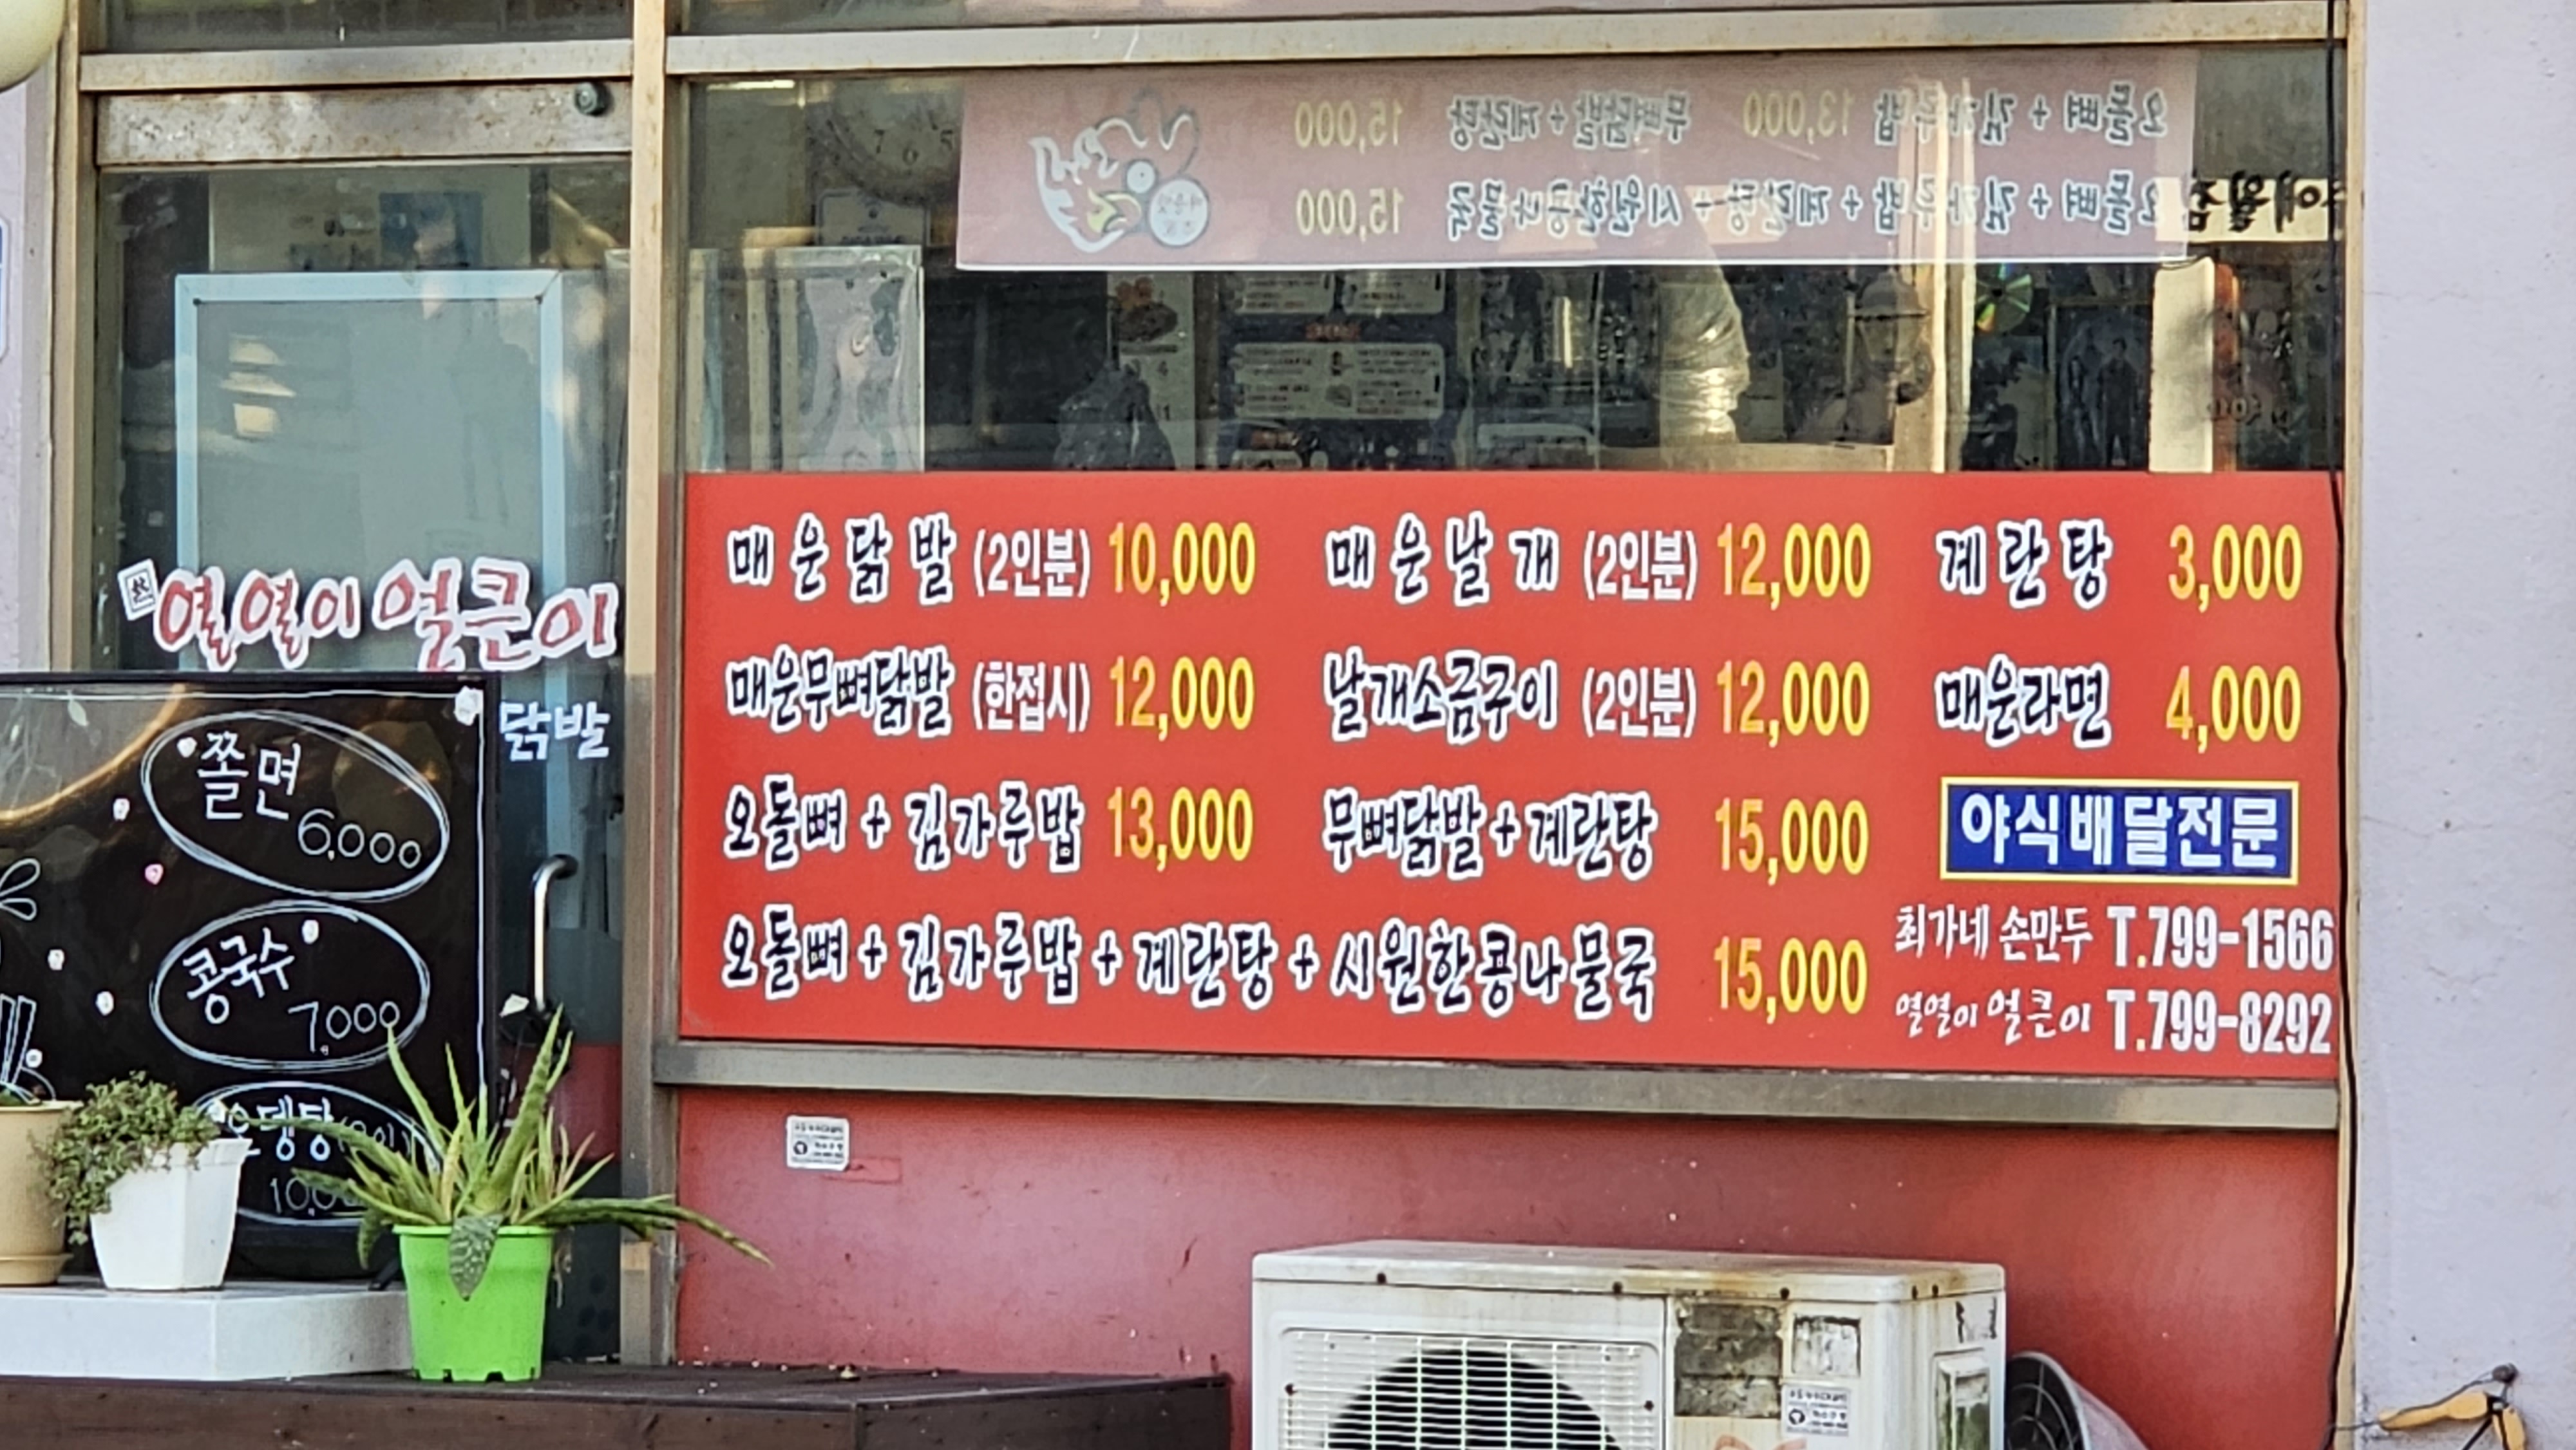 열열이 얼큰이
닭발
쫄면
6,000
콩국수
7,000
오뎅탕
매운닭발 (2인분) 10,000
매운날개 (2인분) 12,000
계란탕 3,000
매운무뼈닭발 (한접시) 12,000
날개소금구이 (2인분) 12,000
매운라면 4,000
오돌뼈 + 김가루밥 13,000
무뼈닭발 + 계란탕 15,000
야식배달전문
오돌뼈 + 김가루밥 + 계란탕 + 시원한콩나물국 15,000
최가네 손만두 T.799-1566
열열이 얼큰이 T.799-8292